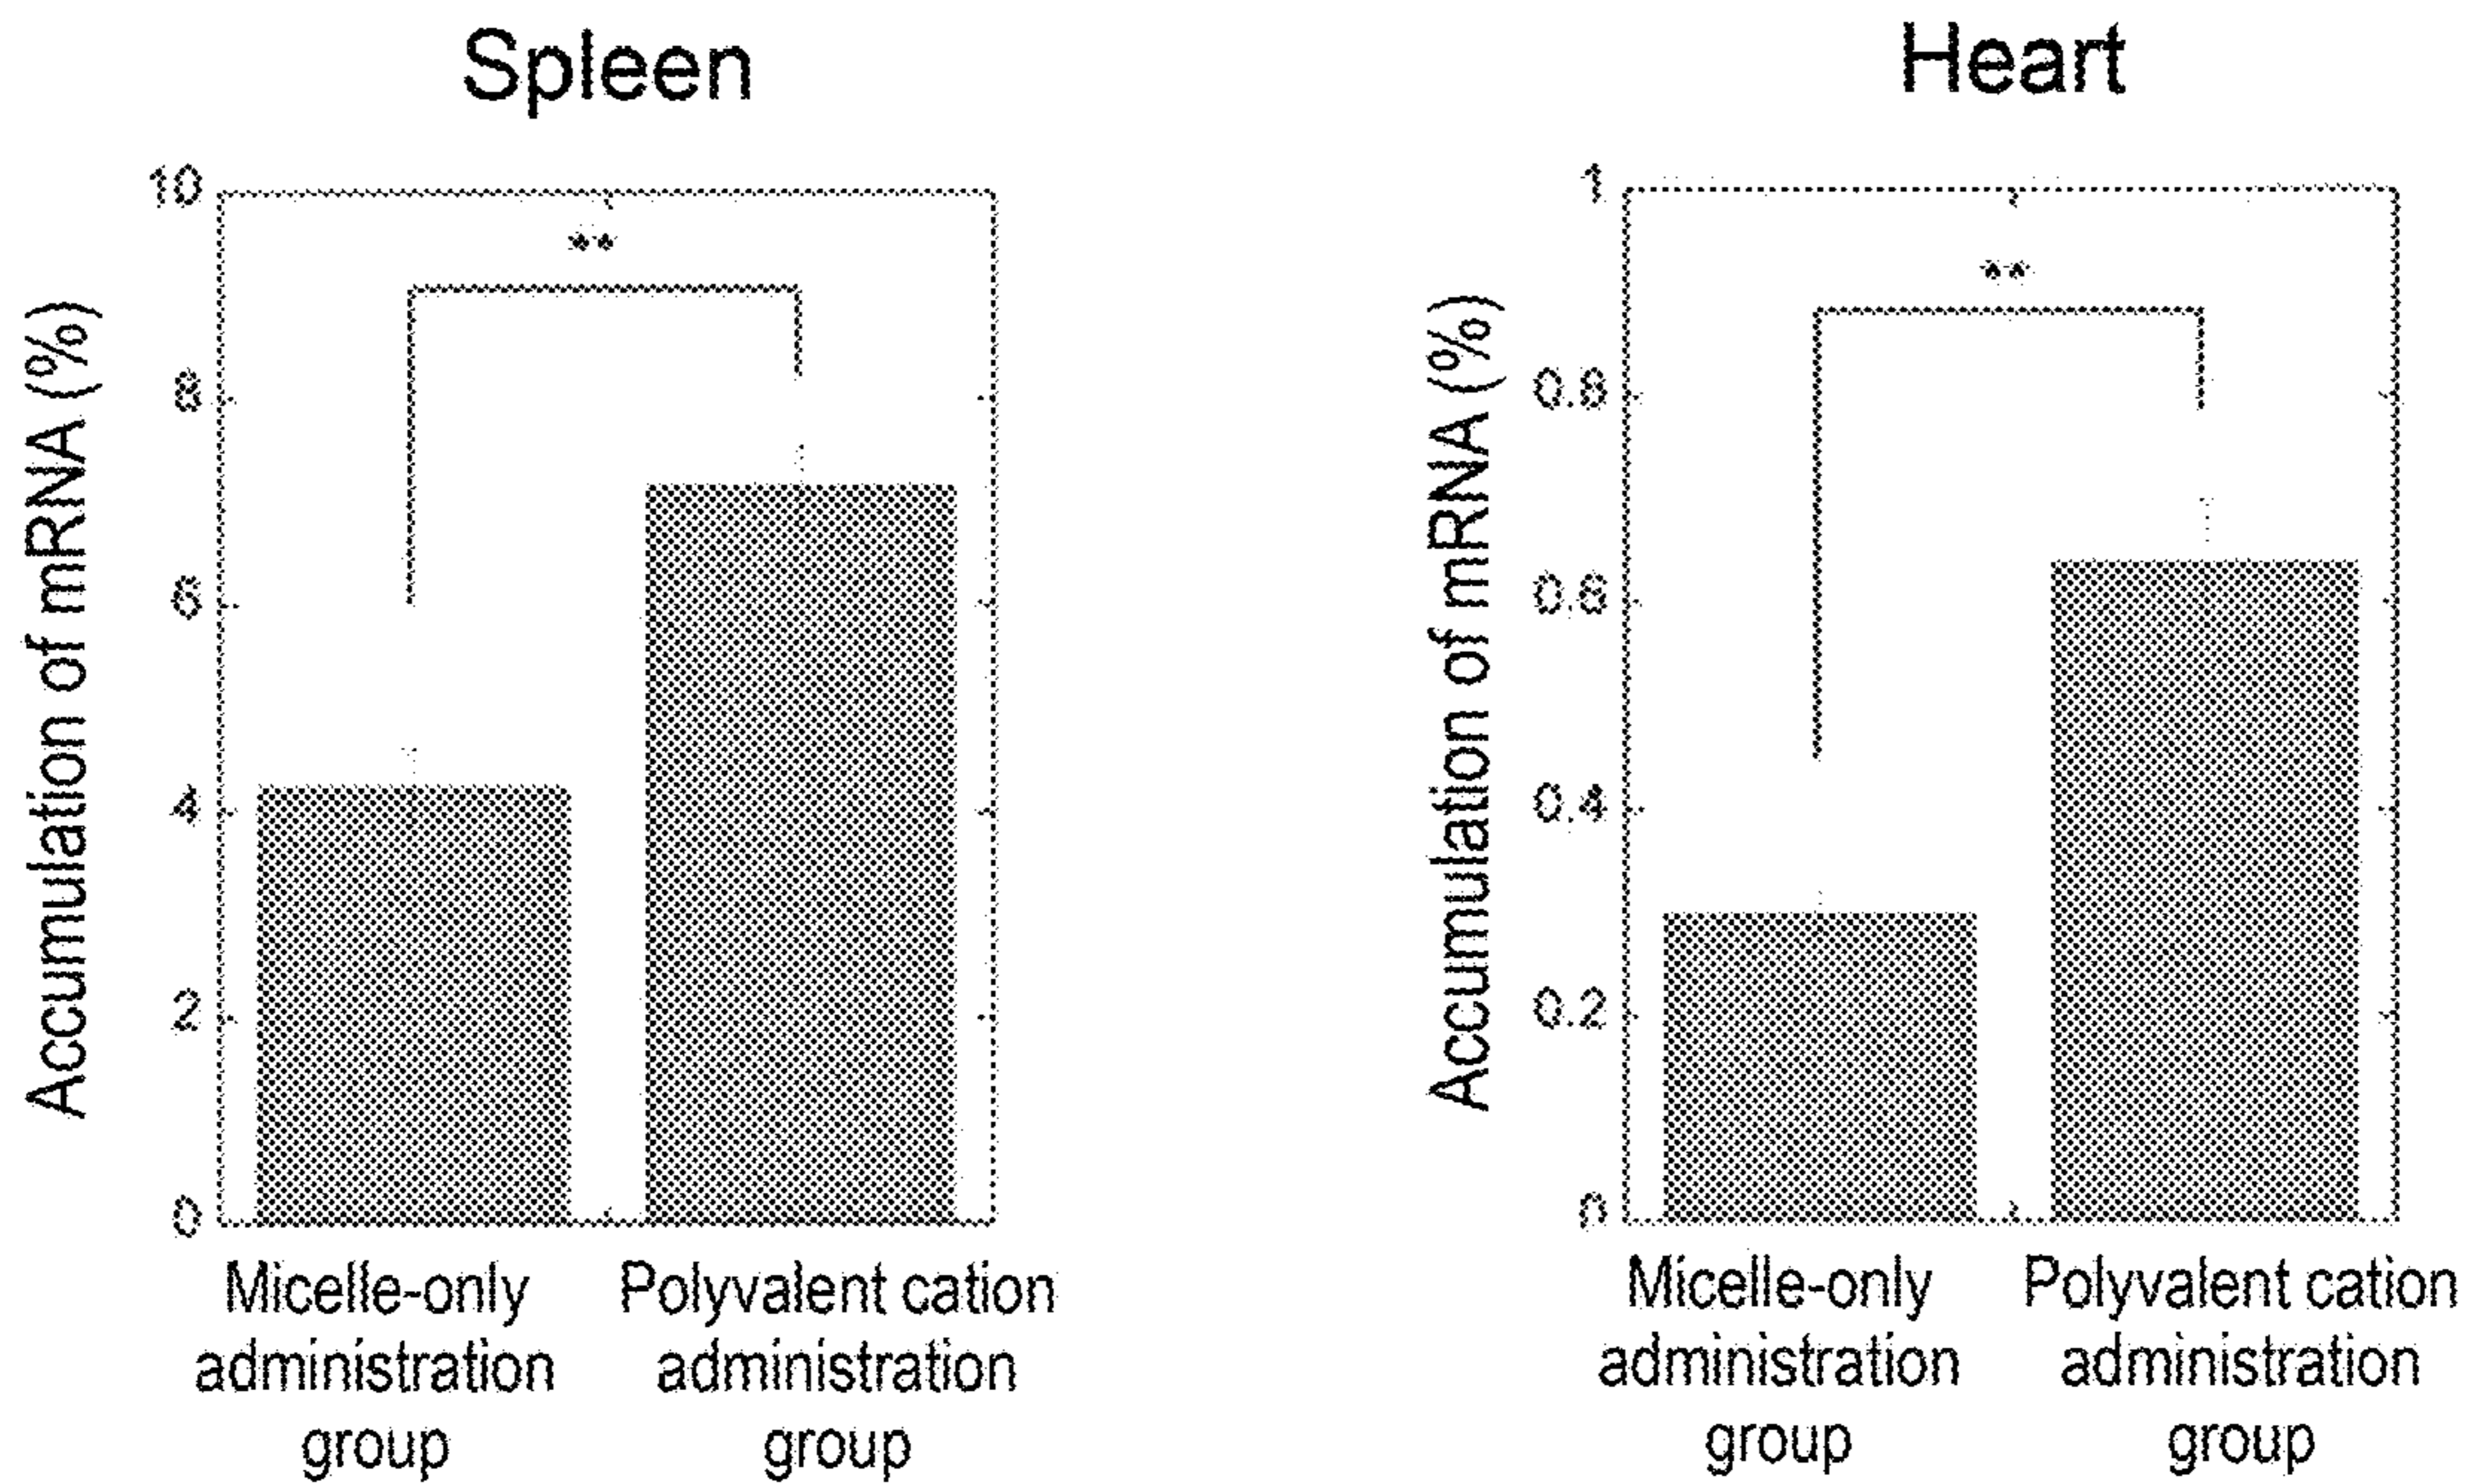 Spleen
Accumulation of mRNA (%)
10
8
6
4
2
0
**
Micelle-only
administration
group
Polyvalent cation
administration
group
Heart
Accumulation of mRNA (%)
1
0.8
0.6
0.4
0.2
0
**
Micelle-only
administration
group
Polyvalent cation
administration
group